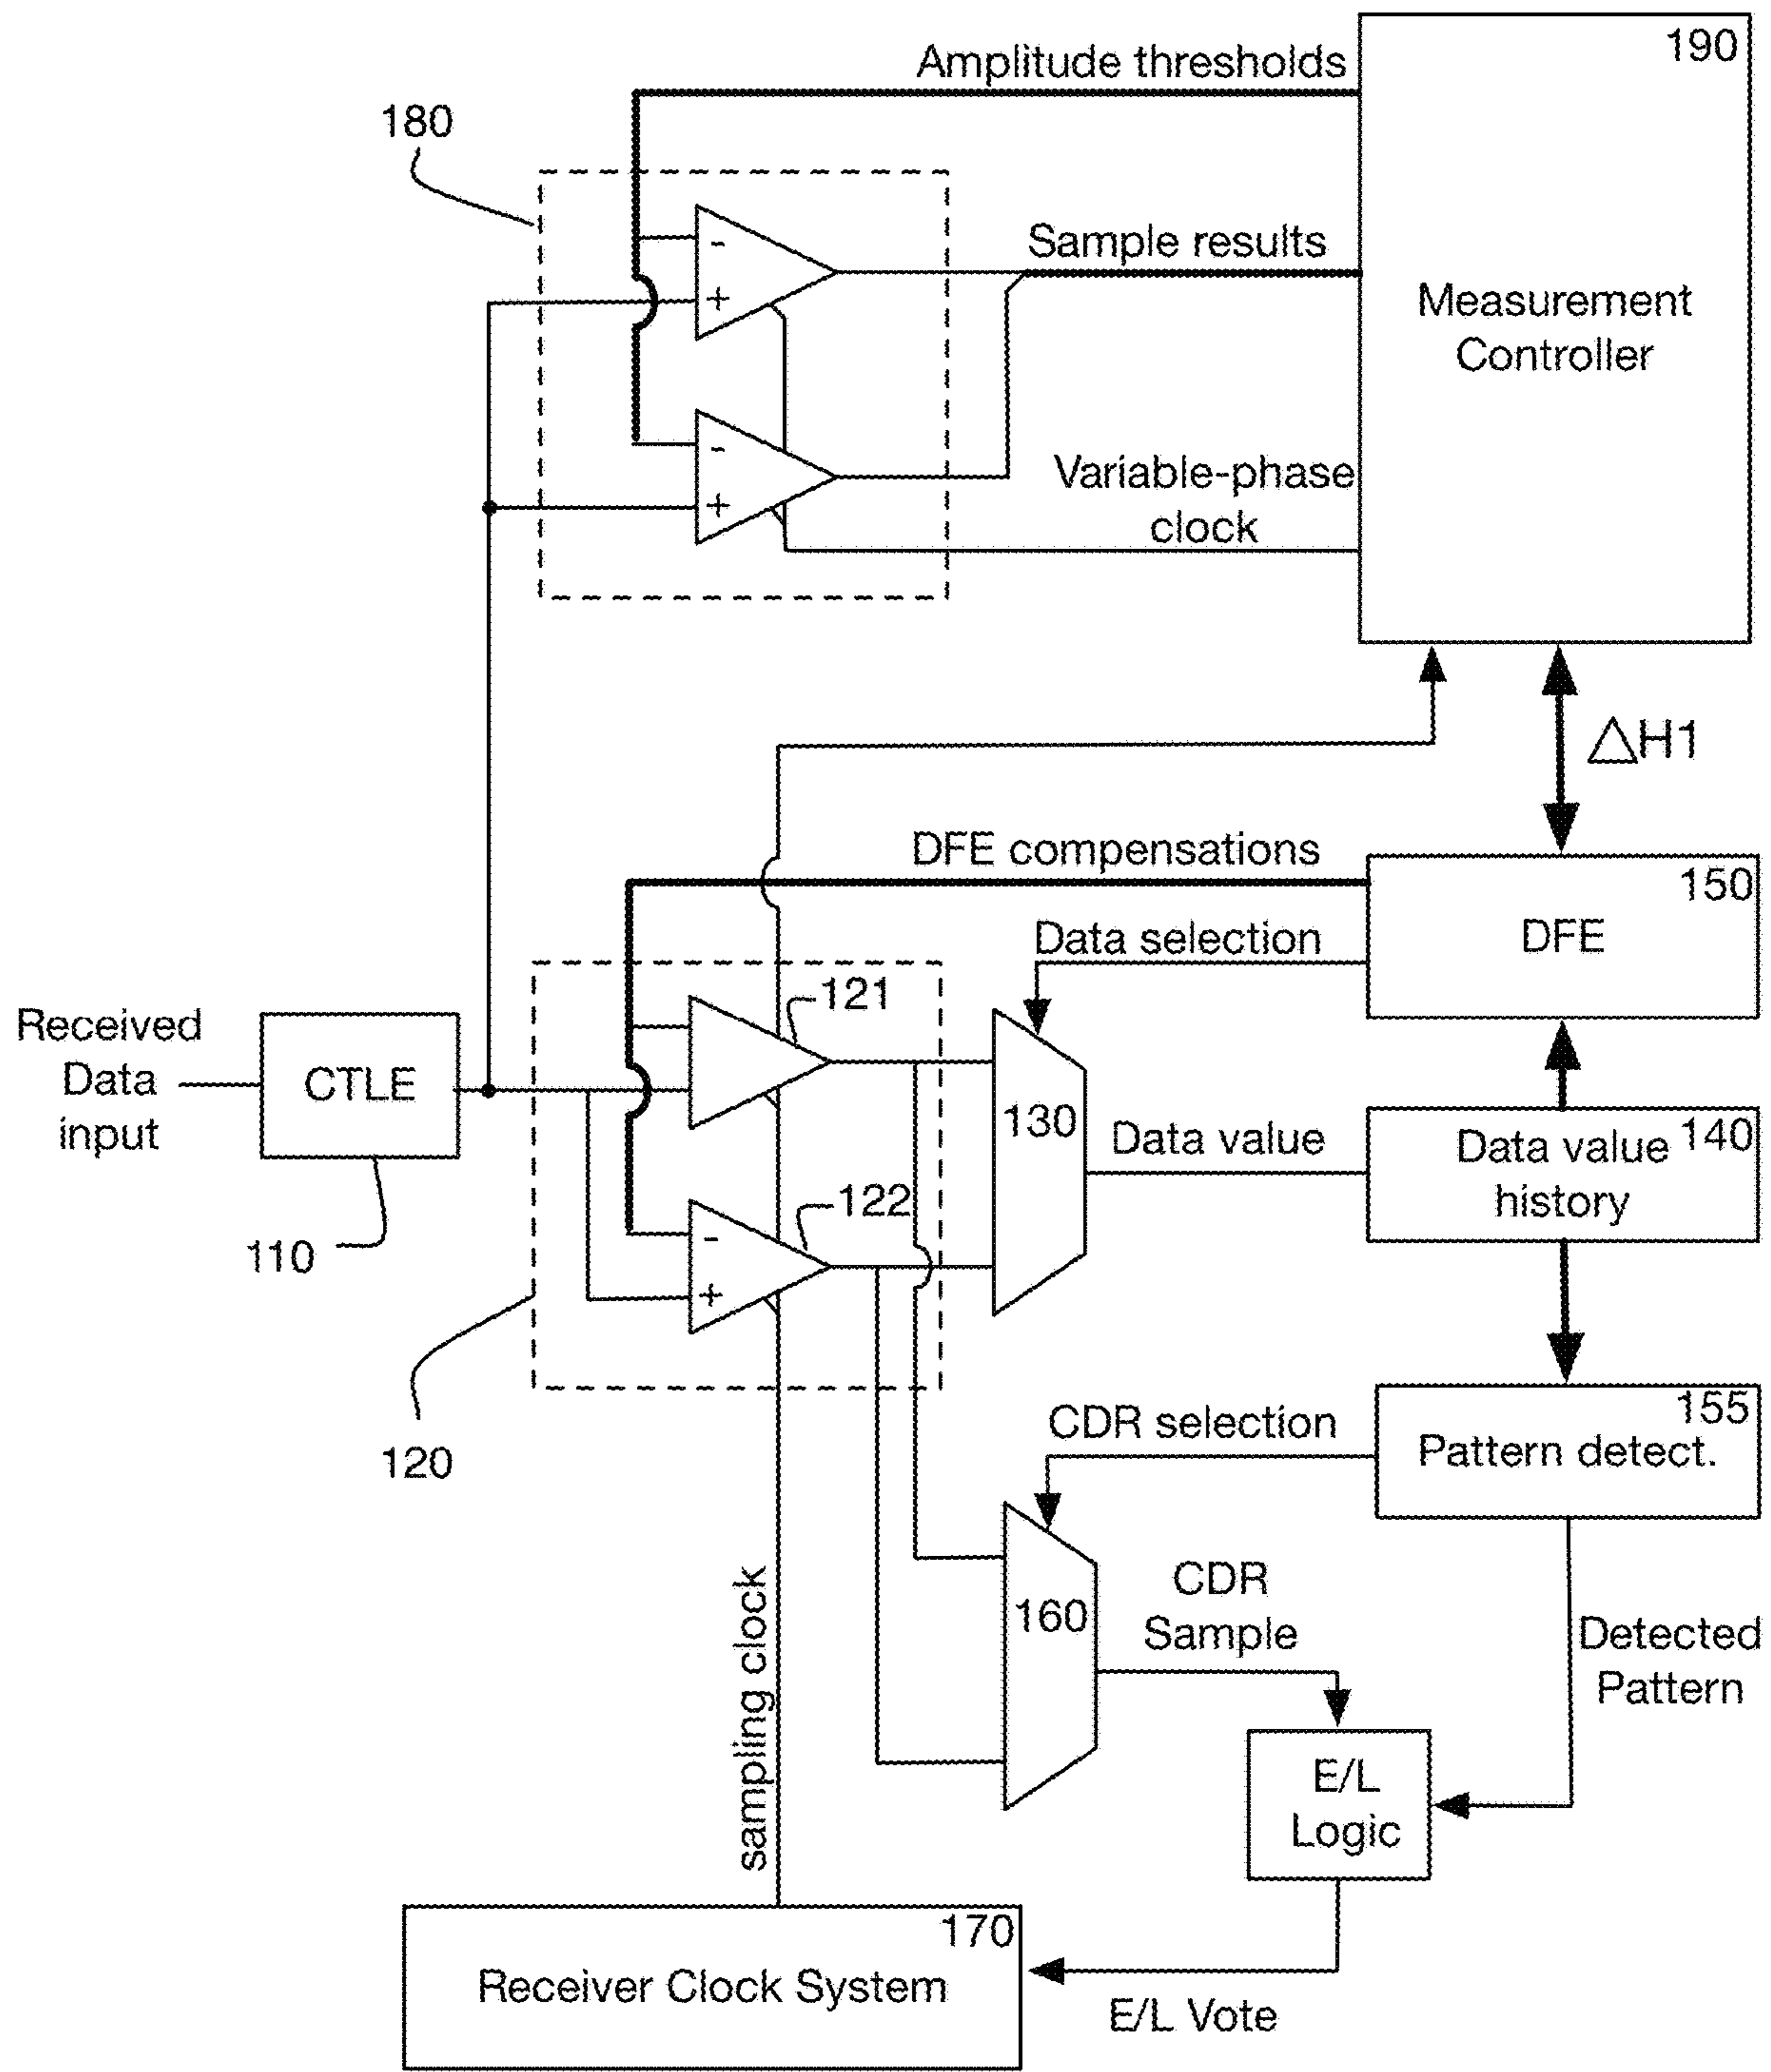 190
Amplitude thresholds
180
-
Sample results
+
Measurement
Controller
-
Variable-phase
+
clock
△H1
DFE compensations
150
DFE
Data selection
121
Received
Data
input
CTLE
130
Data value
140
Data value
history
122
-
110
+
120
CDR selection
155
Pattern detect.
CDR
Sample
160
Detected
Pattern
sampling clock
E/L
Logic
170
Receiver Clock System
E/L Vote